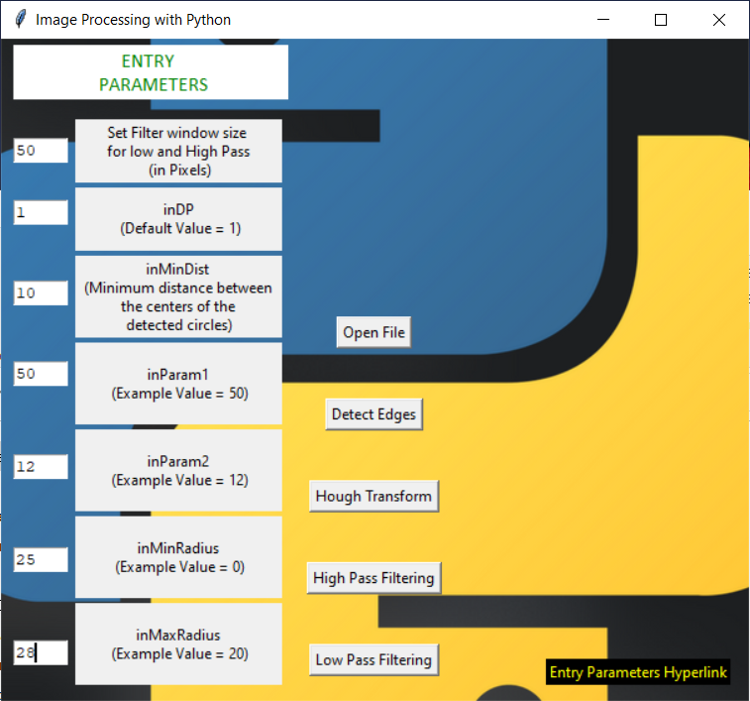 Image Processing with Python
ENTRY
PARAMETERS
50
Set Filter window size
for low and High Pass
(in Pixels)
1
inDP
(Default Value = 1)
10
inMinDist
(Minimum distance between
the centers of the
detected circles)
50
inParam1
(Example Value = 50)
12
inParam2
(Example Value = 12)
25
inMinRadius
(Example Value = 0)
28
inMaxRadius
(Example Value = 20)
Open File
Detect Edges
Hough Transform
High Pass Filtering
Low Pass Filtering
Entry Parameters Hyperlink